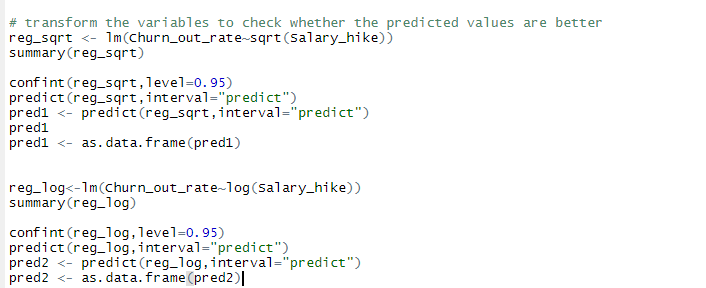 # transform the variables to check whether the predicted values are better
reg_sqrt <- lm(Churn_out_rate~sqrt(Salary_hike))
summary(reg_sqrt)
confint(reg_sqrt,level=0.95)
predict(reg_sqrt,interval="predict")
pred1 <- predict(reg_sqrt,interval="predict")
pred1
pred1 <- as.data.frame(pred1)
reg_log<-lm(Churn_out_rate~log(Salary_hike))
summary(reg_log)
confint(reg_log,level=0.95)
predict(reg_log,interval="predict")
pred2 <- predict(reg_log,interval="predict")
pred2 <- as.data.frame(pred2)